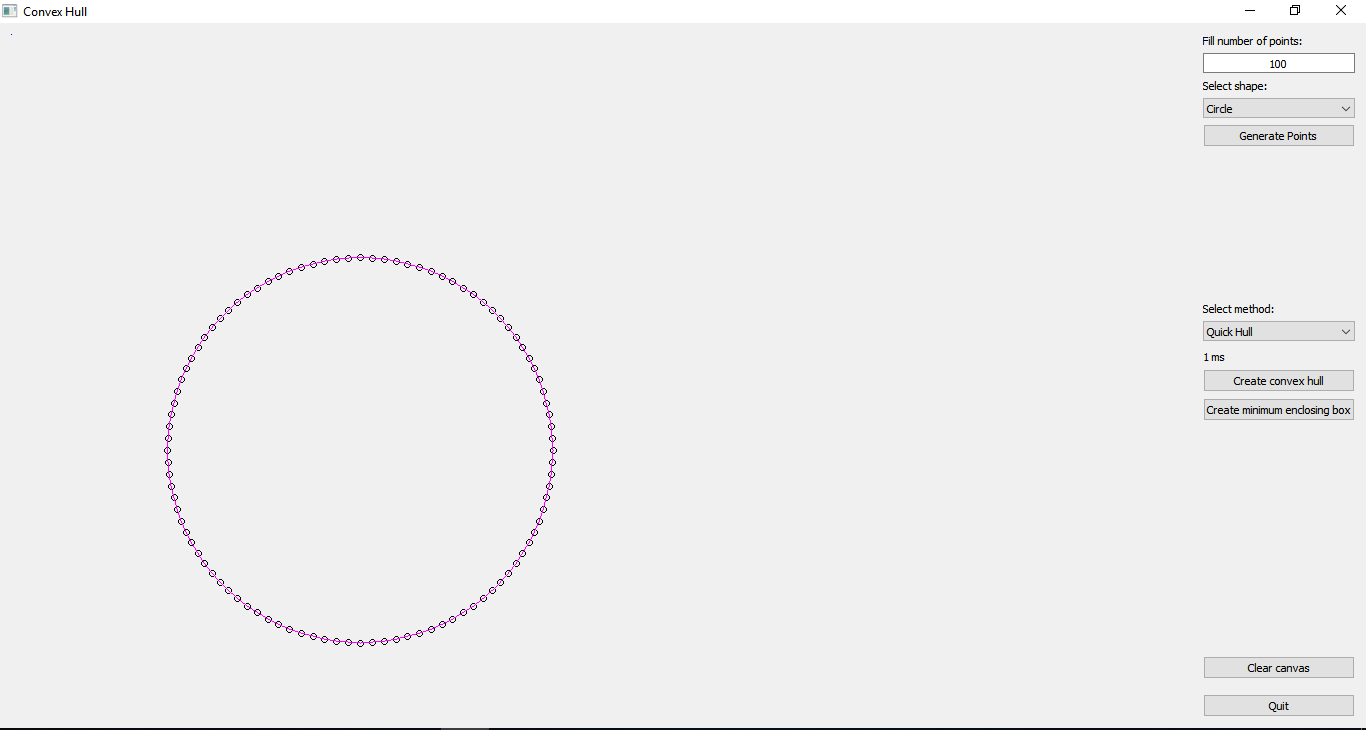 Convex Hull
Fill number of points:
100
Select shape:
Circle
Generate Points
Select method:
Quick Hull
1 ms
Create convex hull
Create minimum enclosing box
Clear canvas
Quit